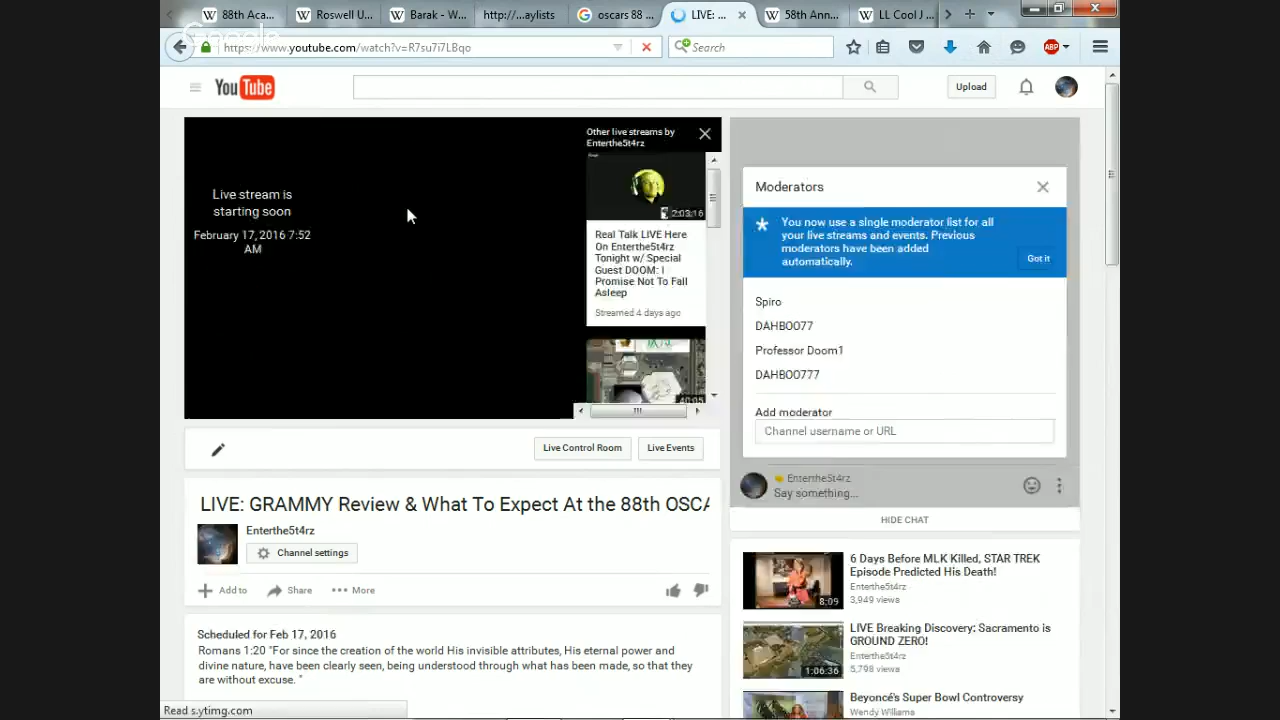 88th Aca...
Roswell U...
Barak - W...
http:/...aylists
oscars 88 ...
LIVE: ...
58th Ann...
LL Cool J ...
Google
https://www.youtube.com/watch?v=R7su7i7LBqo
Search
ABP
YouTube
Upload
Live stream is
starting soon
February 17, 2016 7:52
AM
Other live streams by
Enterthe5t4rz
2:03:16
Real Talk LIVE Here
On Enterthe5t4rz
Tonight w/ Special
Guest DOOM: I
Promise Not To Fall
Asleep
Streamed 4 days ago
40:05
Moderators
You now use a single moderator list for all
your live streams and events. Previous
moderators have been added
automatically.
Got it
Spiro
DAHBOO77
Professor Doom1
DAHBOO777
Add moderator
Channel username or URL
Enterthe5t4rz
Say something...
HIDE CHAT
Live Control Room
Live Events
LIVE: GRAMMY Review & What To Expect At the 88th OSCA
Enterthe5t4rz
Channel settings
Add to
Share
More
Scheduled for Feb 17, 2016
Romans 1:20 "For since the creation of the world His invisible attributes, His eternal power and
divine nature, have been clearly seen, being understood through what has been made, so that they
are without excuse. "
6 Days Before MLK Killed, STAR TREK
Episode Predicted His Death!
Enterthe5t4rz
3,949 views
8:09
LIVE Breaking Discovery: Sacramento is
GROUND ZERO!
Enterthe5t4rz
5,798 views
1:06:36
Beyoncé's Super Bowl Controversy
Wendy Williams
Read s.ytimg.com